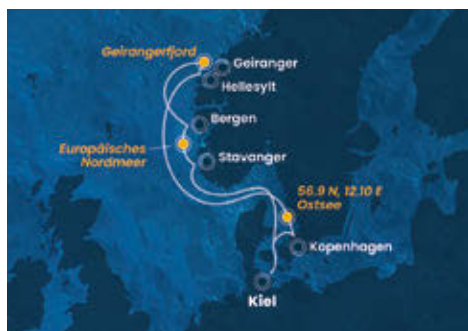 Geirangerfjord
Geiranger
Hellesylt
Bergen
Europäisches
Nordmeer
Stavanger
56.9 N, 12.10 E
Ostsee
Kopenhagen
Kiel